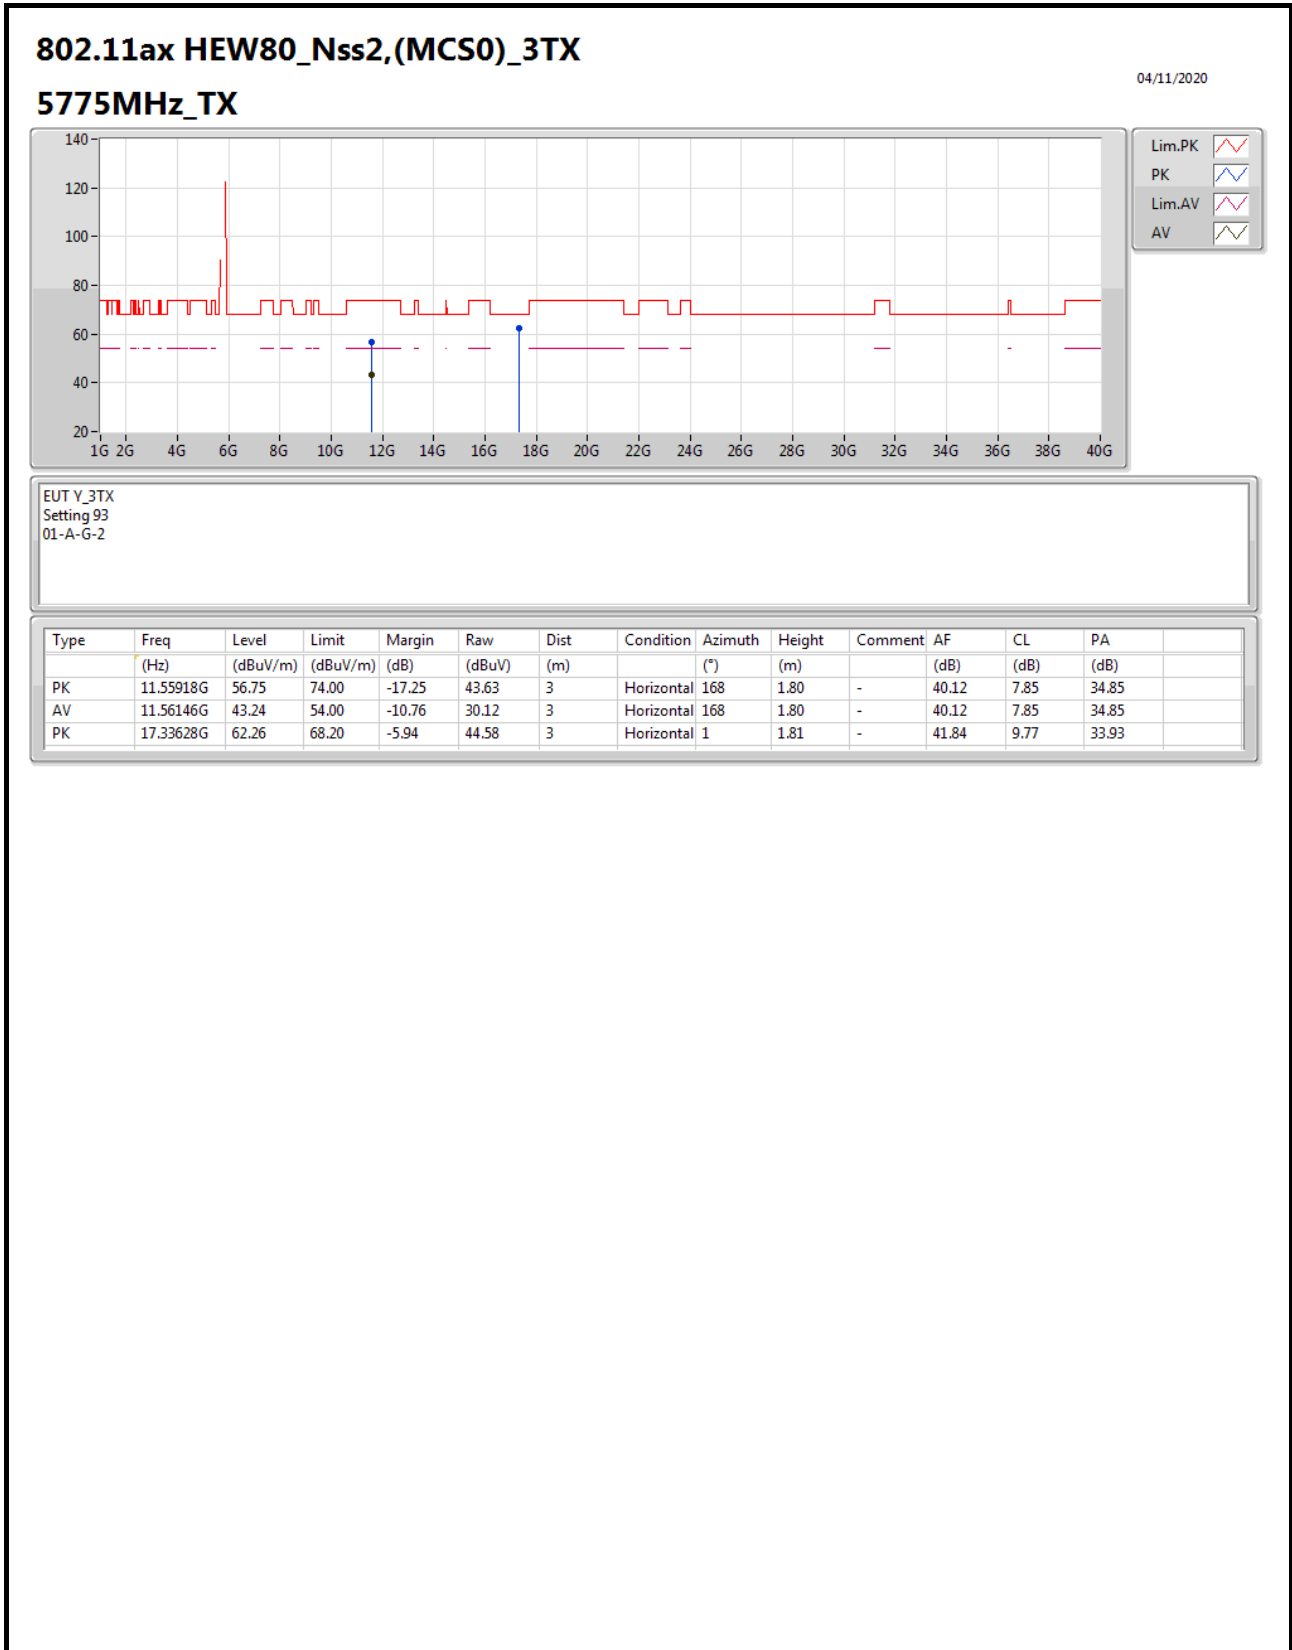 802.11ax HEW80_Nss2,(MCS0)_3TX
04/11/2020
5775MHz_TX
140
120
100
80
60
40
20
1G 2G 4G 6G 8G 10G 12G 14G 16G 18G 20G 22G 24G 26G 28G 30G 32G 34G 36G 38G 40G
Lim.PK
PK
Lim.AV
AV
EUT Y_3TX
Setting 93
01-A-G-2
Type Freq Level Limit Margin Raw Dist Condition Azimuth Height Comment AF CL PA
(Hz) (dBuV/m) (dBuV/m) (dB) (dBuV) (m) (°) (m) (dB) (dB) (dB)
PK 11.55918G 56.75 74.00 -17.25 43.63 3 Horizontal 168 1.80 - 40.12 7.85 34.85
AV 11.56146G 43.24 54.00 -10.76 30.12 3 Horizontal 168 1.80 - 40.12 7.85 34.85
PK 17.33628G 62.26 68.20 -5.94 44.58 3 Horizontal 1 1.81 - 41.84 9.77 33.93